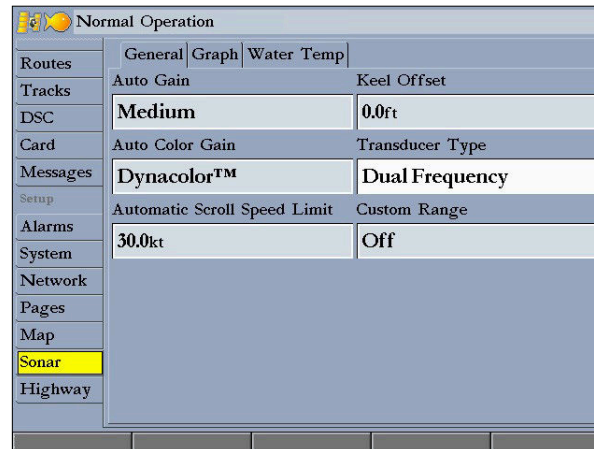 Normal Operation
Routes
Tracks
DSC
Card
Messages
Setup
Alarms
System
Network
Pages
Map
Sonar
Highway
General Graph Water Temp
Auto Gain Keel Offset
Medium 0.0ft
Auto Color Gain Transducer Type
Dynacolor™ Dual Frequency
Automatic Scroll Speed Limit Custom Range
30.0kt Off